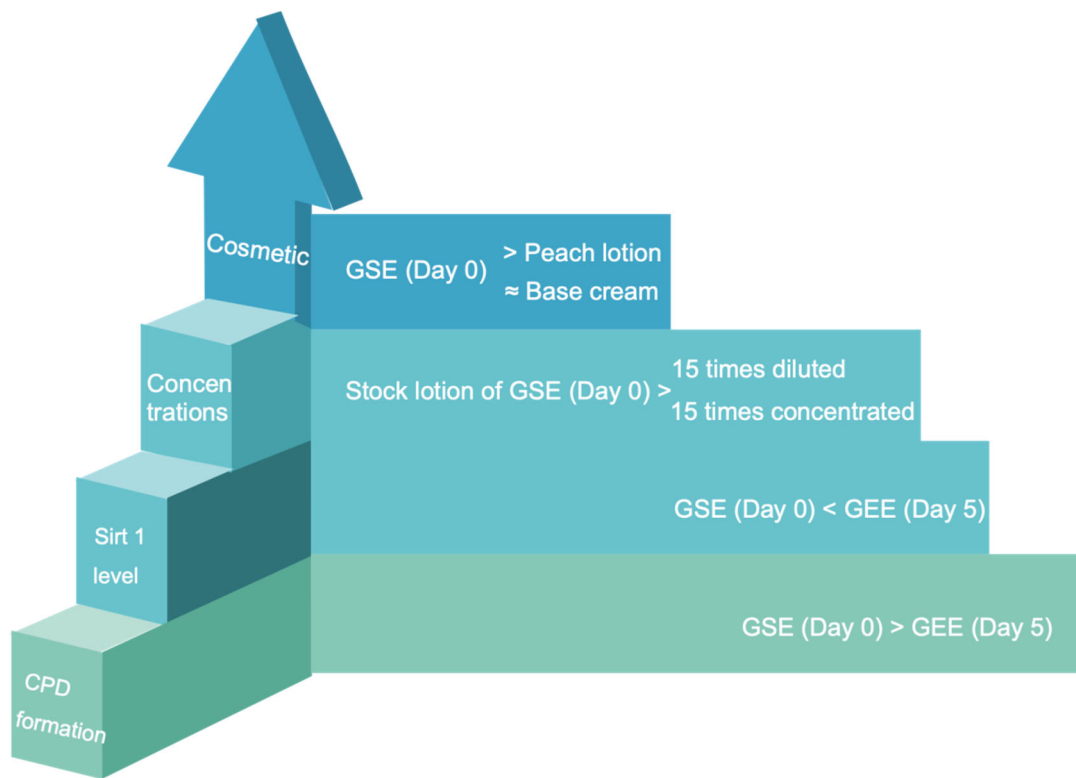 Cosmetic
GSE (Day 0)
> Peach lotion
≈ Base cream
Concen
trations
Stock lotion of GSE (Day 0) >
15 times diluted
15 times concentrated
Sirt 1
level
GSE (Day 0) < GEE (Day 5)
CPD
formation
GSE (Day 0) > GEE (Day 5)